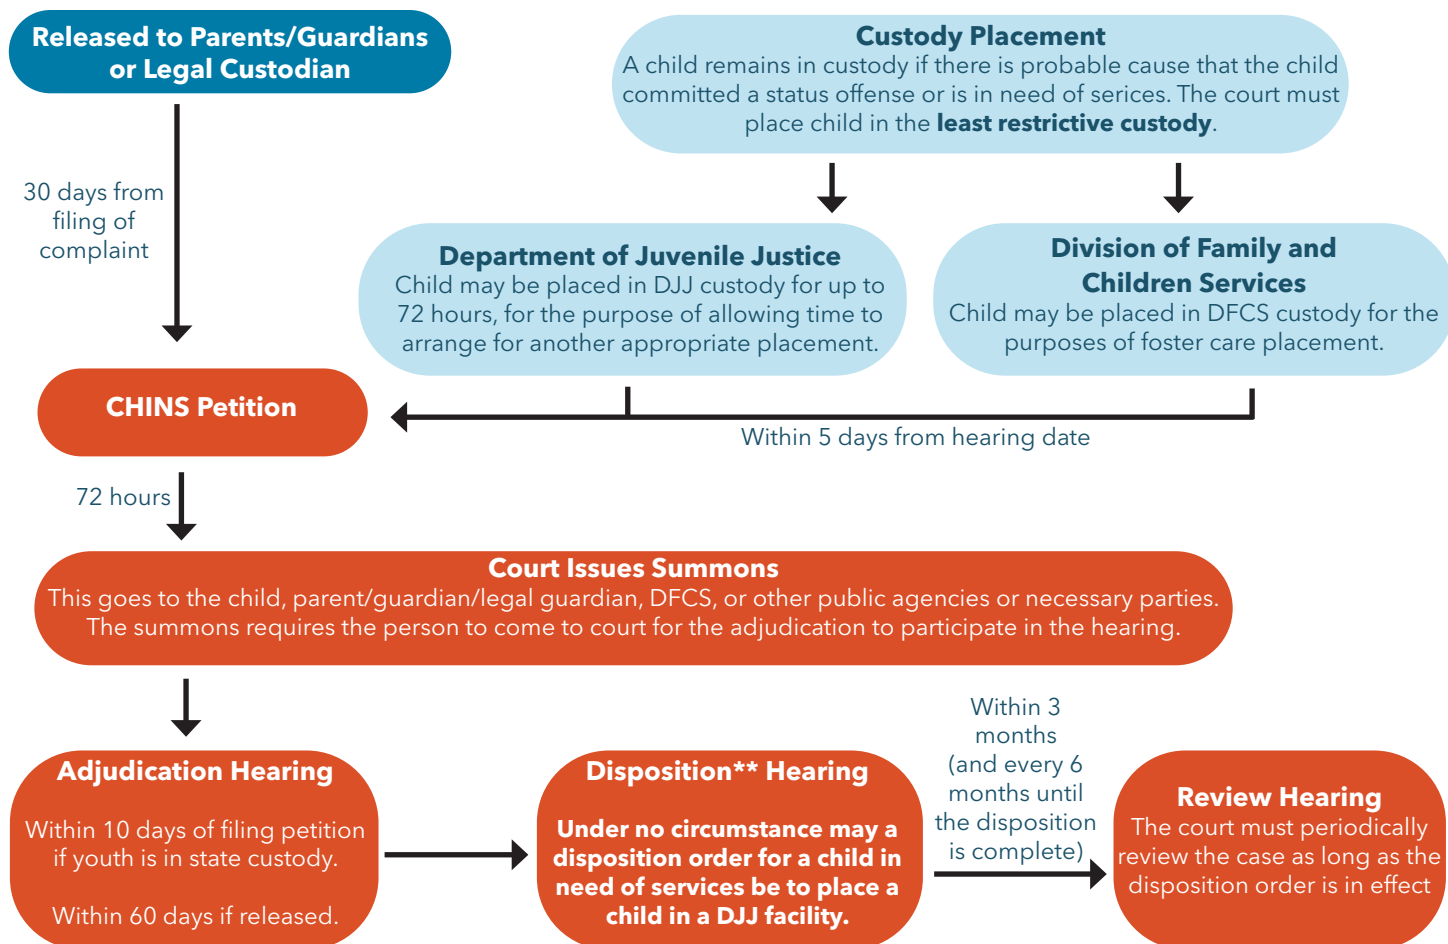 Released to Parents/Guardians
or Legal Custodian
Custody Placement
A child remains in custody if there is probable cause that the child
committed a status offense or is in need of serices. The court must
place child in the least restrictive custody.
30 days from
filing of
complaint
Department of Juvenile Justice
Child may be placed in DJJ custody for up to
72 hours, for the purpose of allowing time to
arrange for another appropriate placement.
Division of Family and
Children Services
Child may be placed in DFCS custody for the
purposes of foster care placement.
CHINS Petition
Within 5 days from hearing date
72 hours
Court Issues Summons
This goes to the child, parent/guardian/legal guardian, DFCS, or other public agencies or necessary parties.
The summons requires the person to come to court for the adjudication to participate in the hearing.
Adjudication Hearing
Within 10 days of filing petition
if youth is in state custody.
Within 60 days if released.
Disposition** Hearing
Under no circumstance may a
disposition order for a child in
need of services be to place a
child in a DJJ facility.
Within 3
months
(and every 6
months until
the disposition
is complete)
Review Hearing
The court must periodically
review the case as long as the
disposition order is in effect